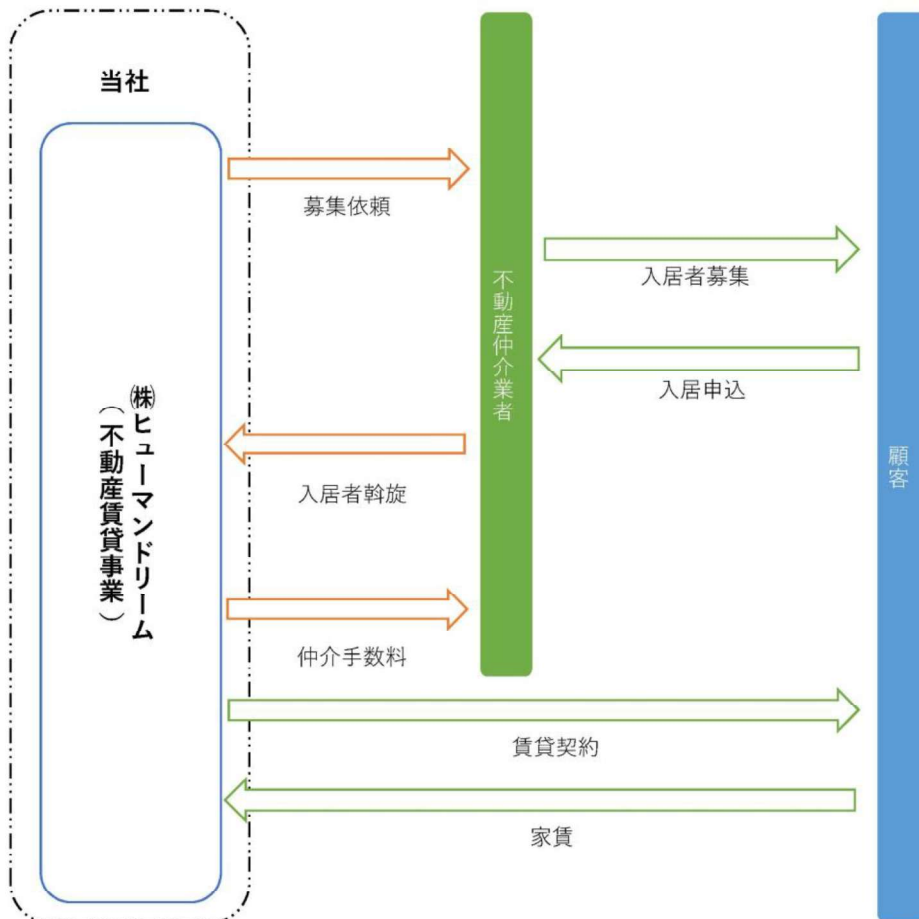 当社
㈱ヒューマンドリーム
（不動産賃貸事業）
募集依頼
不動産仲介業者
入居者募集
入居申込
入居者斡旋
顧客
仲介手数料
賃貸契約
家賃